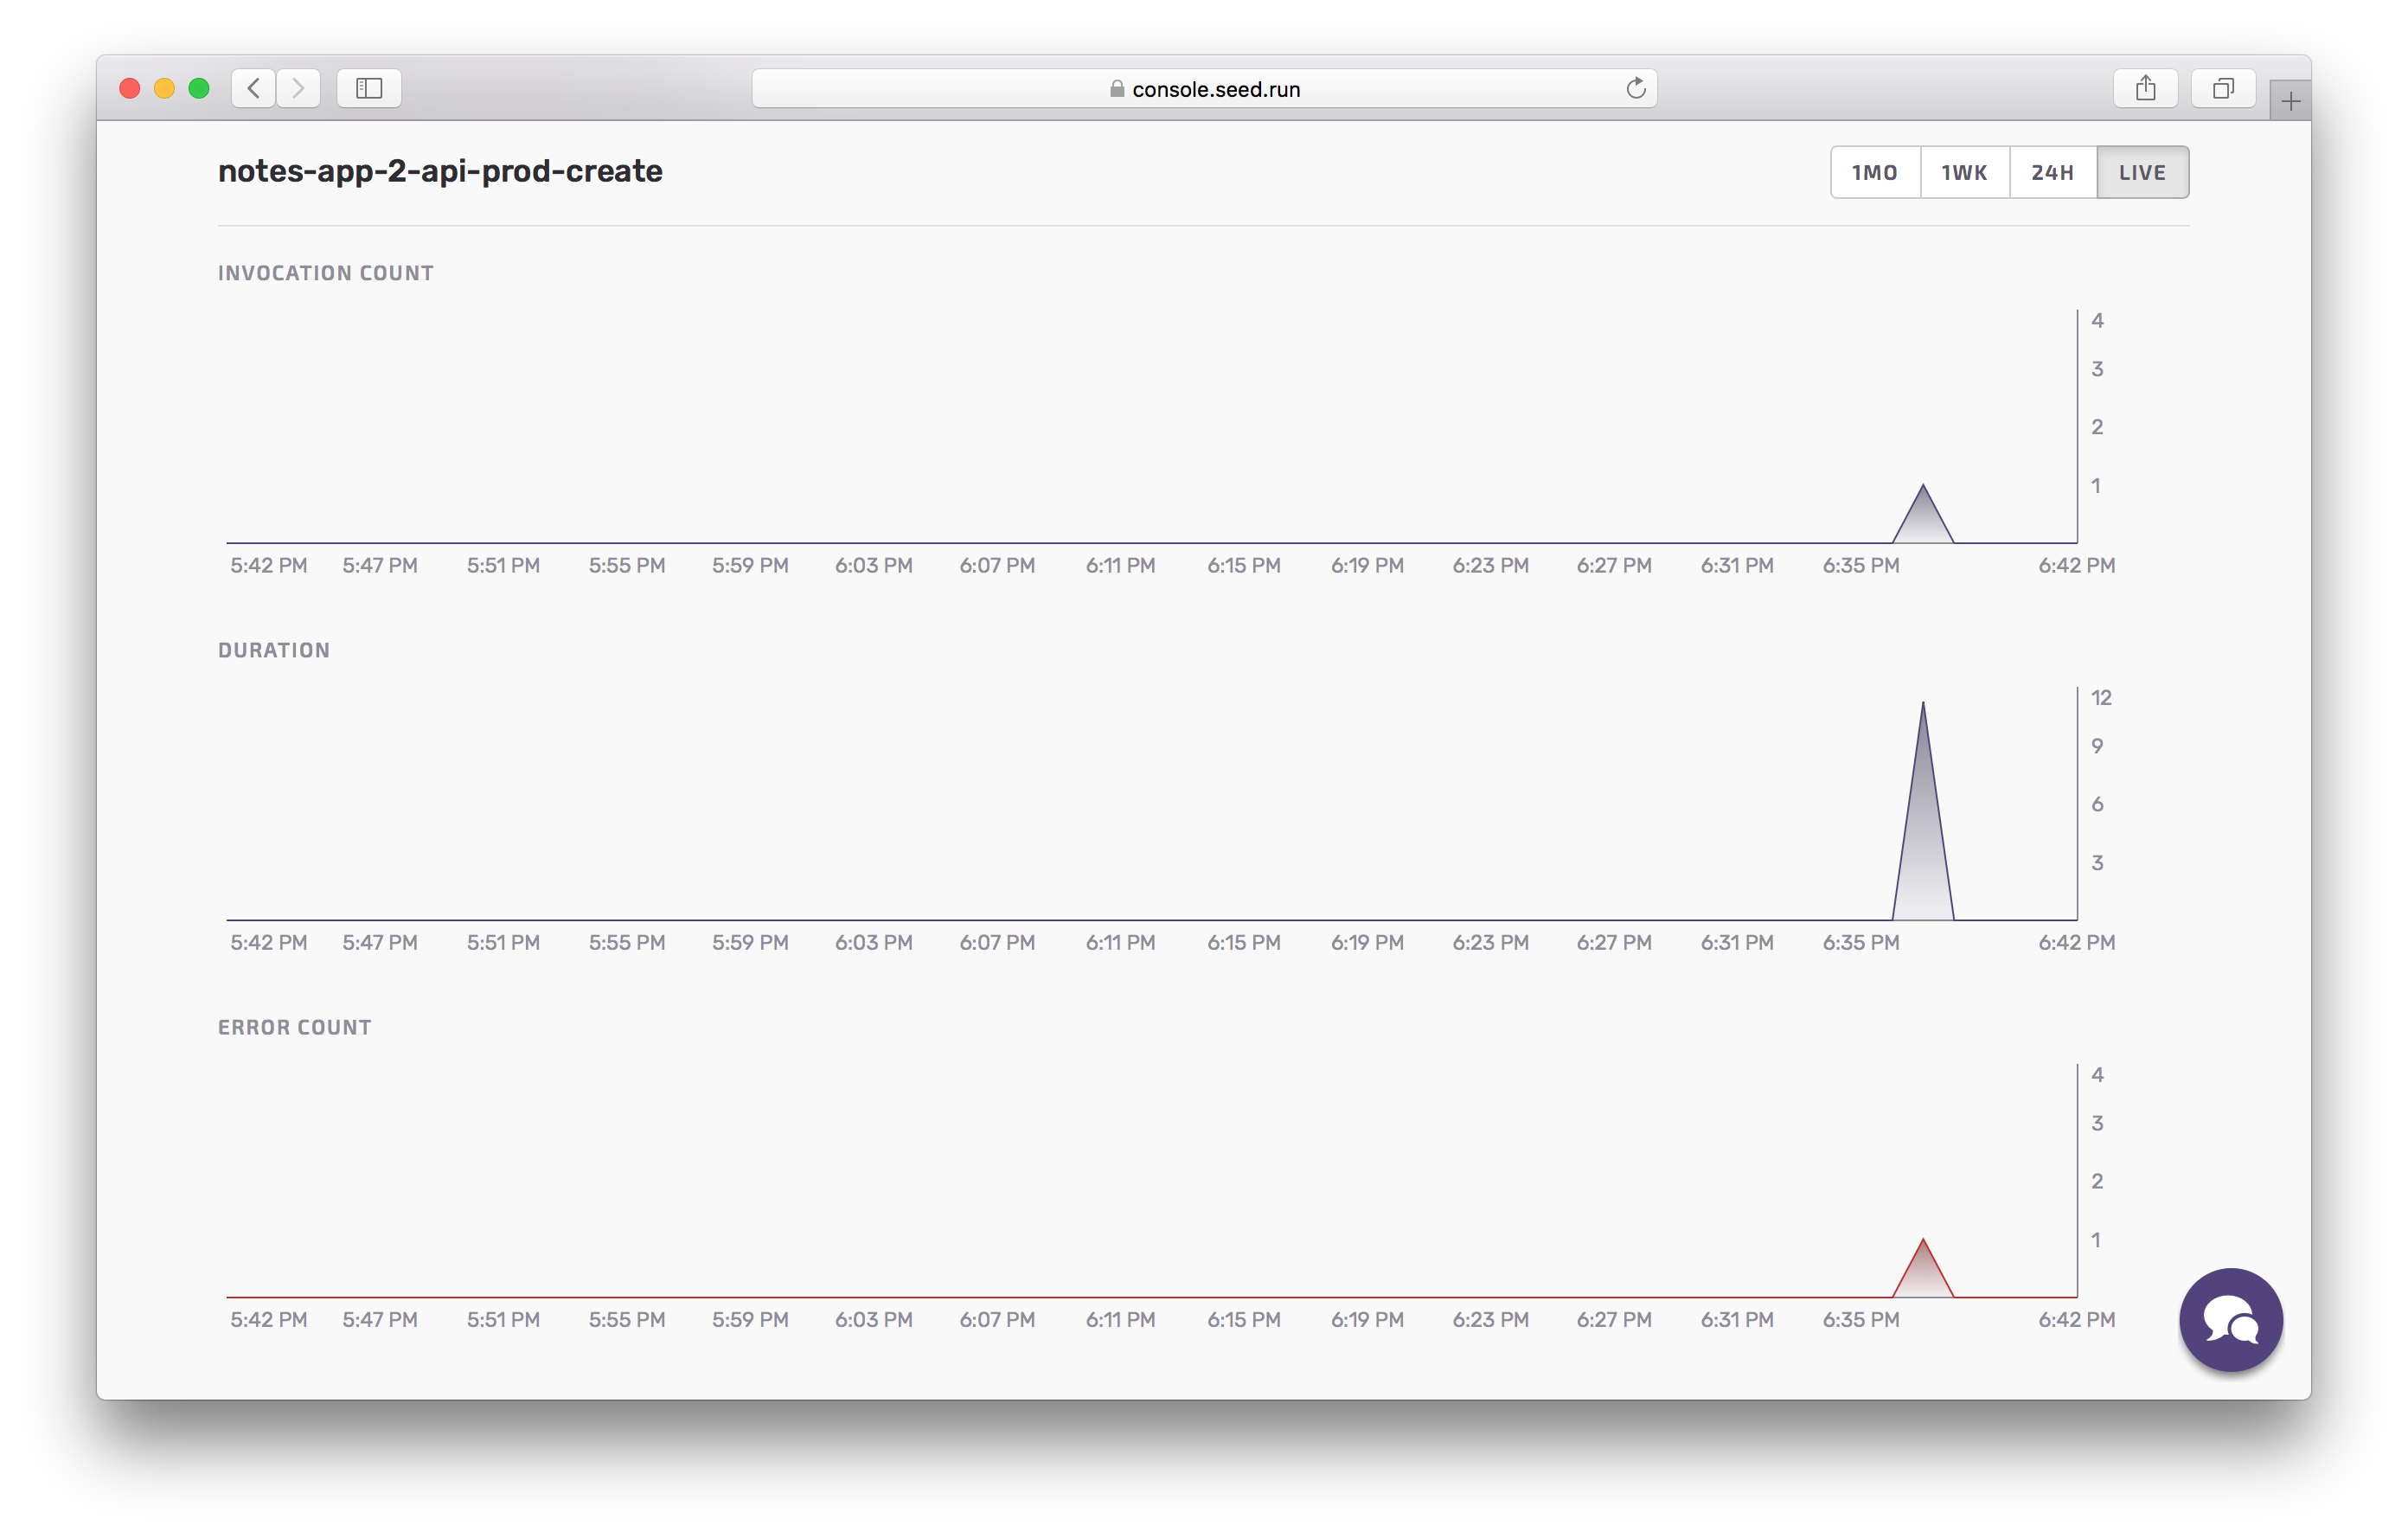 console.seed.run
notes-app-2-api-prod-create
1MO 1WK 24H LIVE
INVOCATION COUNT
4
3
2
1
5:42 PM 5:47 PM 5:51 PM 5:55 PM 5:59 PM 6:03 PM 6:07 PM 6:11 PM 6:15 PM 6:19 PM 6:23 PM 6:27 PM 6:31 PM 6:35 PM 6:42 PM
DURATION
12
9
6
3
5:42 PM 5:47 PM 5:51 PM 5:55 PM 5:59 PM 6:03 PM 6:07 PM 6:11 PM 6:15 PM 6:19 PM 6:23 PM 6:27 PM 6:31 PM 6:35 PM 6:42 PM
ERROR COUNT
4
3
2
1
5:42 PM 5:47 PM 5:51 PM 5:55 PM 5:59 PM 6:03 PM 6:07 PM 6:11 PM 6:15 PM 6:19 PM 6:23 PM 6:27 PM 6:31 PM 6:35 PM 6:42 PM